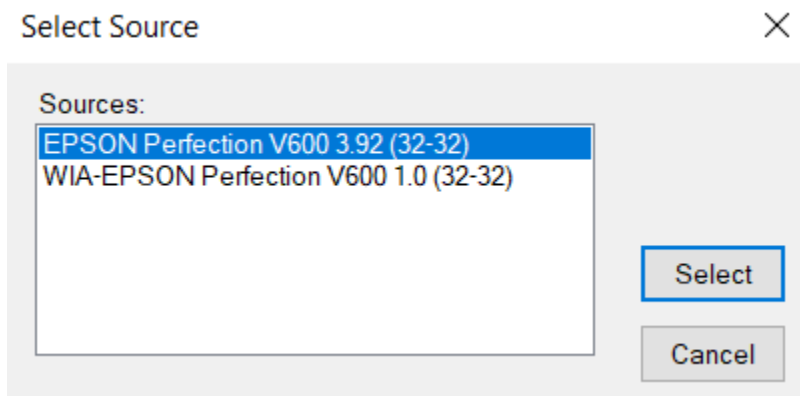 Select Source
Sources:
EPSON Perfection V600 3.92 (32-32)
WIA-EPSON Perfection V600 1.0 (32-32)
Select
Cancel